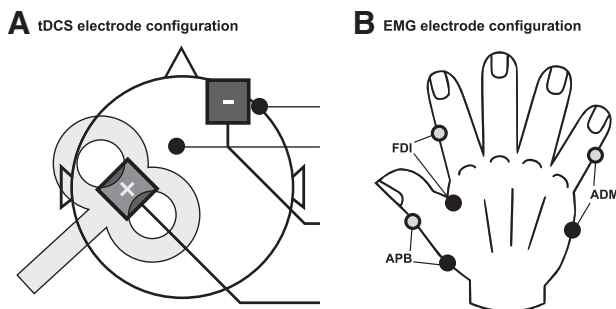 A tDCS electrode configuration
B EMG electrode configuration
-
+
FDI
ADM
APB